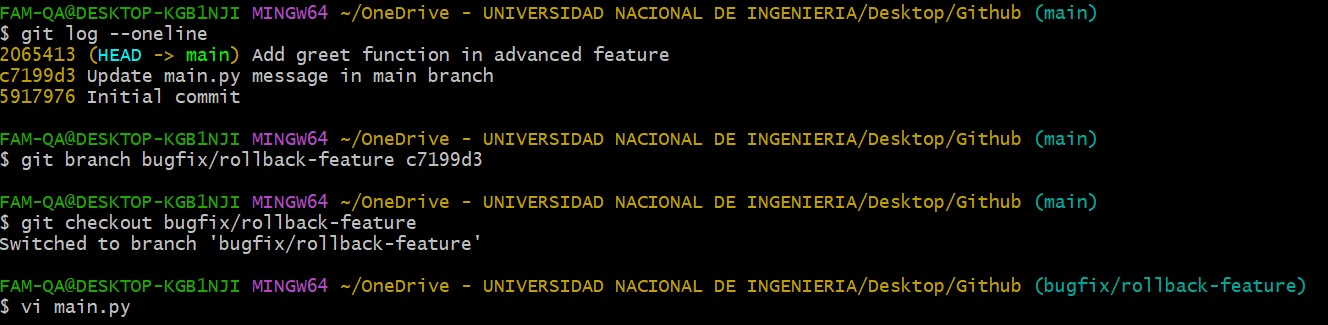 FAM-QA@DESKTOP-KGB1NJI MINGW64 ~/OneDrive - UNIVERSIDAD NACIONAL DE INGENIERIA/Desktop/Github (main)
$ git log --oneline
2065413 (HEAD -> main) Add greet function in advanced feature
c7199d3 Update main.py message in main branch
5917976 Initial commit
FAM-QA@DESKTOP-KGB1NJI MINGW64 ~/OneDrive - UNIVERSIDAD NACIONAL DE INGENIERIA/Desktop/Github (main)
$ git branch bugfix/rollback-feature c7199d3
FAM-QA@DESKTOP-KGB1NJI MINGW64 ~/OneDrive - UNIVERSIDAD NACIONAL DE INGENIERIA/Desktop/Github (main)
$ git checkout bugfix/rollback-feature
Switched to branch 'bugfix/rollback-feature'
FAM-QA@DESKTOP-KGB1NJI MINGW64 ~/OneDrive - UNIVERSIDAD NACIONAL DE INGENIERIA/Desktop/Github (bugfix/rollback-feature)
$ vi main.py